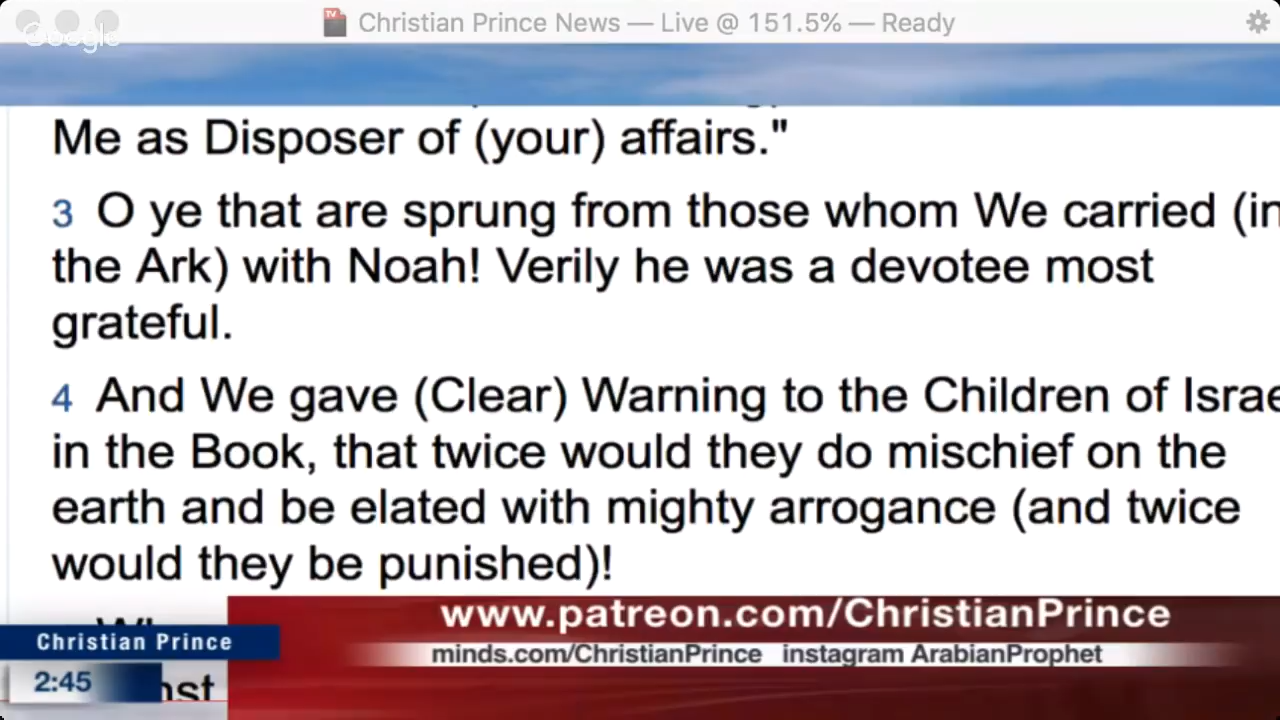 Christian Prince News — Live @ 151.5% — Ready
Google
Me as Disposer of (your) affairs."
3 O ye that are sprung from those whom We carried (in
the Ark) with Noah! Verily he was a devotee most
grateful.
4 And We gave (Clear) Warning to the Children of Israe
in the Book, that twice would they do mischief on the
earth and be elated with mighty arrogance (and twice
would they be punished)!
www.patreon.com/ChristianPrince
Christian Prince
minds.com/ChristianPrince instagram ArabianProphet
2:45